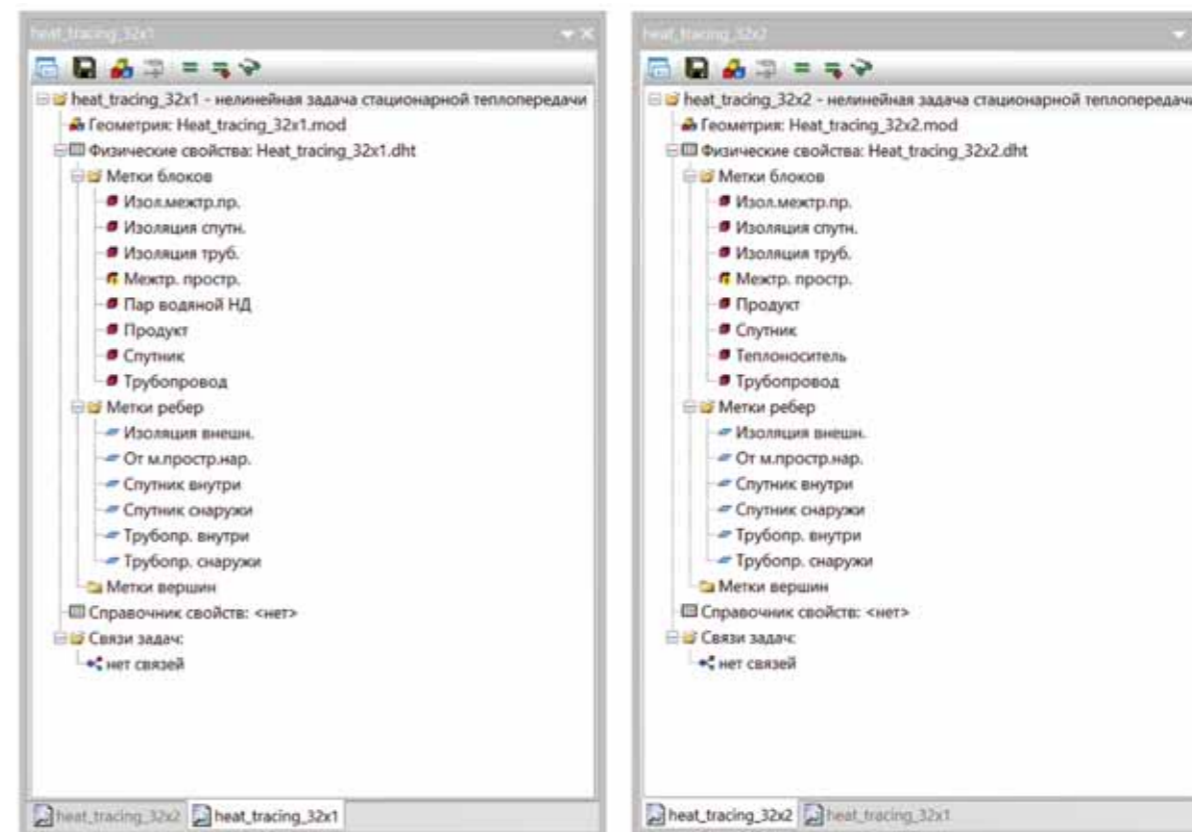 heat_tracing_32x1
heat_tracing_32x1 - нелинейная задача стационарной теплопередачи
Геометрия: Heat_tracing_32x1.mod
Физические свойства: Heat_tracing_32x1.dht
Метки блоков
Изол.межтр.пр.
Изоляция спутн.
Изоляция труб.
Межтр. простр.
Пар водяной НД
Продукт
Спутник
Трубопровод
Метки ребер
Изоляция внешн.
От м.простр.нар.
Спутник внутри
Спутник снаружи
Трубопр. внутри
Трубопр. снаружи
Метки вершин
Справочник свойств: <нет>
Связи задач:
нет связей
heat_tracing_32x2 heat_tracing_32x1
heat_tracing_32x2
heat_tracing_32x2 - нелинейная задача стационарной теплопередачи
Геометрия: Heat_tracing_32x2.mod
Физические свойства: Heat_tracing_32x2.dht
Метки блоков
Изол.межтр.пр.
Изоляция спутн.
Изоляция труб.
Межтр. простр.
Продукт
Спутник
Теплоноситель
Трубопровод
Метки ребер
Изоляция внешн.
От м.простр.нар.
Спутник внутри
Спутник снаружи
Трубопр. внутри
Трубопр. снаружи
Метки вершин
Справочник свойств: <нет>
Связи задач:
нет связей
heat_tracing_32x2 heat_tracing_32x1